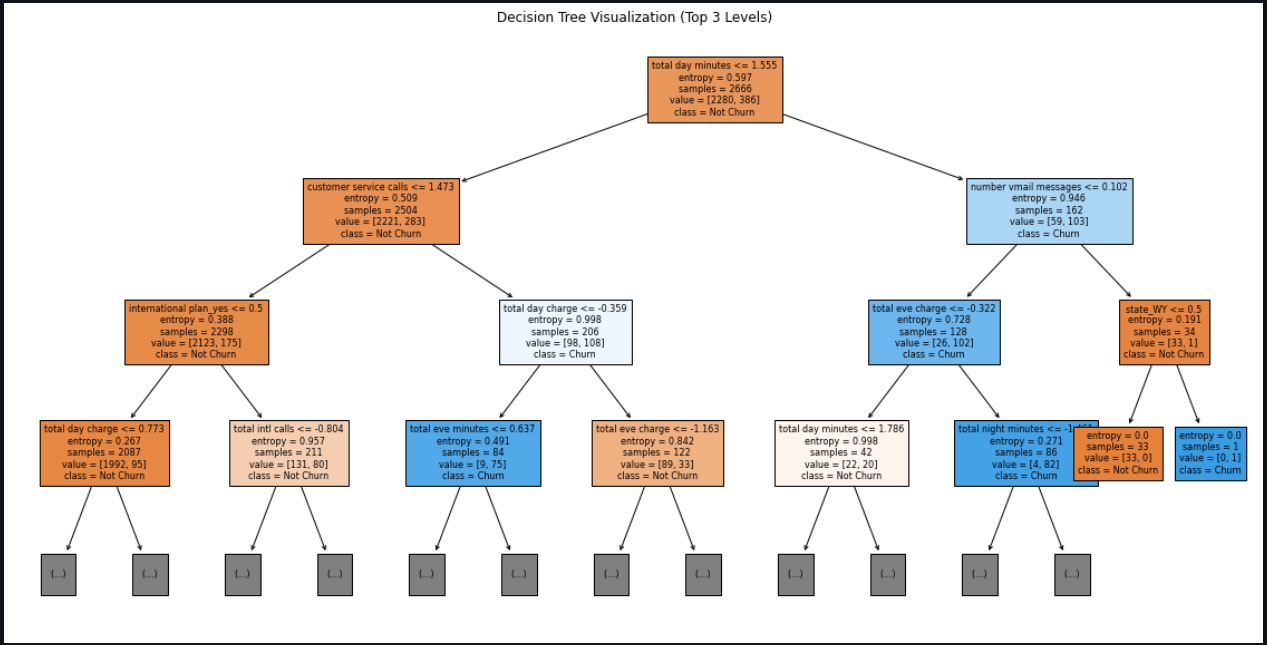 Decision Tree Visualization (Top 3 Levels)
total day minutes <= 1.555
entropy = 0.597
samples = 2666
value = [2280, 386]
class = Not Churn
customer service calls <= 1.473
entropy = 0.509
samples = 2504
value = [2221, 283]
class = Not Churn
number vmail messages <= 0.102
entropy = 0.946
samples = 162
value = [59, 103]
class = Churn
international plan_yes <= 0.5
entropy = 0.388
samples = 2298
value = [2123, 175]
class = Not Churn
total day charge <= -0.359
entropy = 0.998
samples = 206
value = [98, 108]
class = Churn
total eve charge <= -0.322
entropy = 0.728
samples = 128
value = [26, 102]
class = Churn
state_WY <= 0.5
entropy = 0.191
samples = 34
value = [33, 1]
class = Not Churn
total day charge <= 0.773
entropy = 0.267
samples = 2087
value = [1992, 95]
class = Not Churn
total intl calls <= -0.804
entropy = 0.957
samples = 211
value = [131, 80]
class = Not Churn
total eve minutes <= 0.637
entropy = 0.491
samples = 84
value = [9, 75]
class = Churn
total eve charge <= -1.163
entropy = 0.842
samples = 122
value = [89, 33]
class = Not Churn
total day minutes <= 1.786
entropy = 0.998
samples = 42
value = [22, 20]
class = Not Churn
total night minutes <=
entropy = 0.271
samples = 86
value = [4, 82]
class = Churn
entropy = 0.0
samples = 33
value = [33, 0]
class = Not Churn
entropy = 0.0
samples = 1
value = [0, 1]
class = Churn
(...)
(...)
(...)
(...)
(...)
(...)
(...)
(...)
(...)
(...)
(...)
(...)